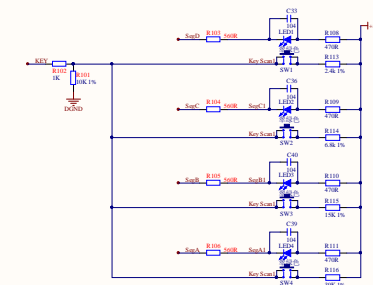 C33
104
SegD R103 560R LED1 R108
470R
KEY Key Scan1 R113
R102 R101 SW1 2.4k 1%
1K 10K 1%
C36
DGND
104
SegC R104 560R SegC1 LED2 R109
470R
Key Scan1 R114
SW2 6.8k 1%
C40
104
SegB R105 560R SegB1 LED3 R110
470R
Key Scan1 R115
SW3 15K 1%
C39
104
SegA R106 560R SegA1 LED4 R111
470R
Key Scan1 R116
SW4